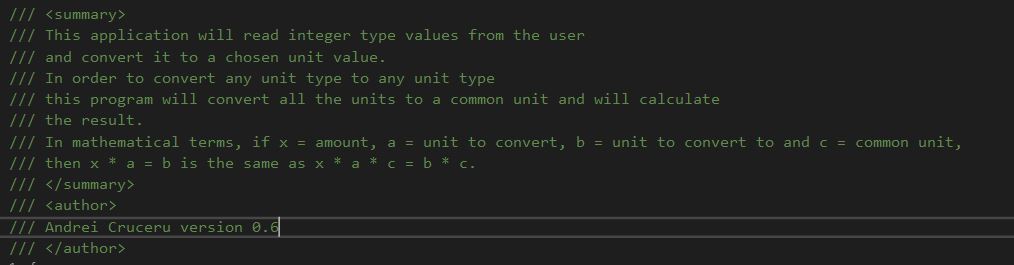 /// <summary>
/// This application will read integer type values from the user
/// and convert it to a chosen unit value.
/// In order to convert any unit type to any unit type
/// this program will convert all the units to a common unit and will calculate
/// the result.
/// In mathematical terms, if x = amount, a = unit to convert, b = unit to convert to and c = common unit,
/// then x * a = b is the same as x * a * c = b * c.
/// </summary>
/// <author>
/// Andrei Cruceru version 0.6
/// </author>